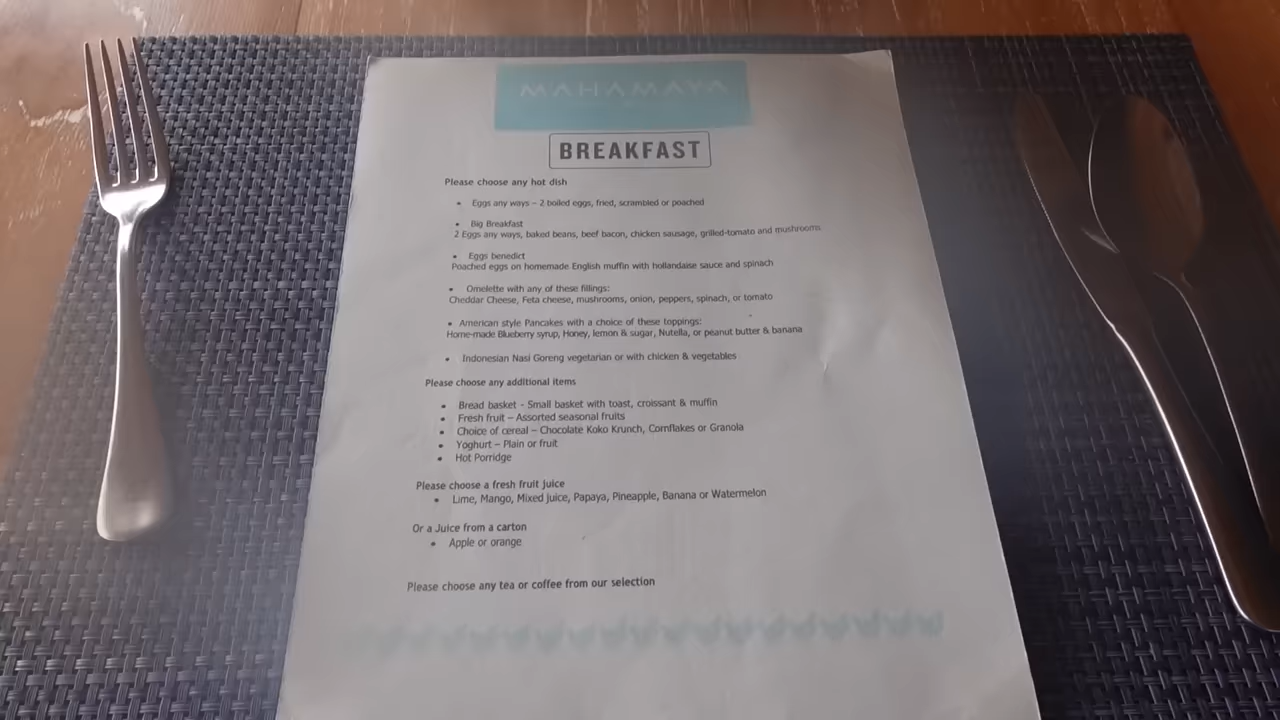 MAHAMAYA
BREAKFAST
Please choose any hot dish
• Eggs any ways – 2 boiled eggs, fried, scrambled or poached
• Big Breakfast
2 Eggs any ways, baked beans, beef bacon, chicken sausage, grilled-tomato and mushrooms
• Eggs benedict
Poached eggs on homemade English muffin with hollandaise sauce and spinach
• Omelette with any of these fillings:
Cheddar Cheese, Feta cheese, mushrooms, onion, peppers, spinach, or tomato
• American style Pancakes with a choice of these toppings:
Home-made Blueberry syrup, Honey, lemon & sugar, Nutella, or peanut butter & banana
• Indonesian Nasi Goreng vegetarian or with chicken & vegetables
Please choose any additional items
• Bread basket - Small basket with toast, croissant & muffin
• Fresh fruit – Assorted seasonal fruits
• Choice of cereal – Chocolate Koko Krunch, Cornflakes or Granola
• Yoghurt – Plain or fruit
• Hot Porridge
Please choose a fresh fruit juice
• Lime, Mango, Mixed juice, Papaya, Pineapple, Banana or Watermelon
Or a Juice from a carton
• Apple or orange
Please choose any tea or coffee from our selection